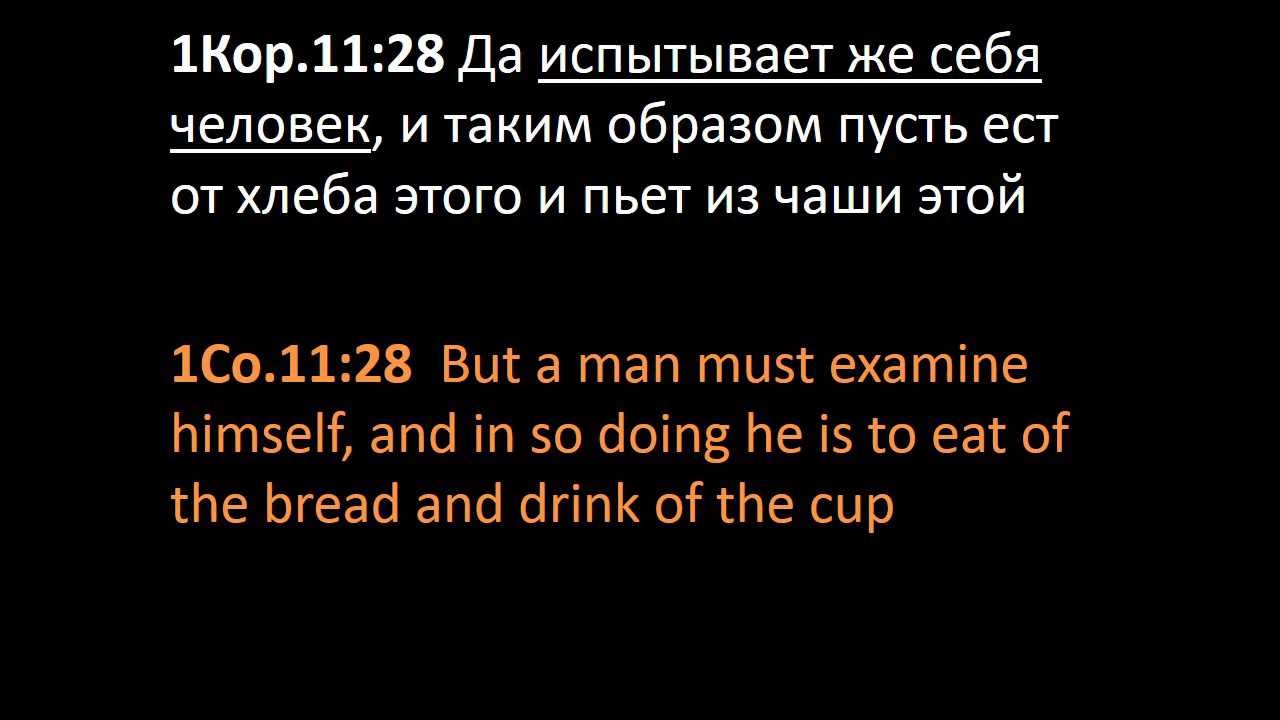 1Кор.11:28 Да испытывает же себя
человек, и таким образом пусть ест
от хлеба этого и пьет из чаши этой
1Co.11:28 But a man must examine
himself, and in so doing he is to eat of
the bread and drink of the cup